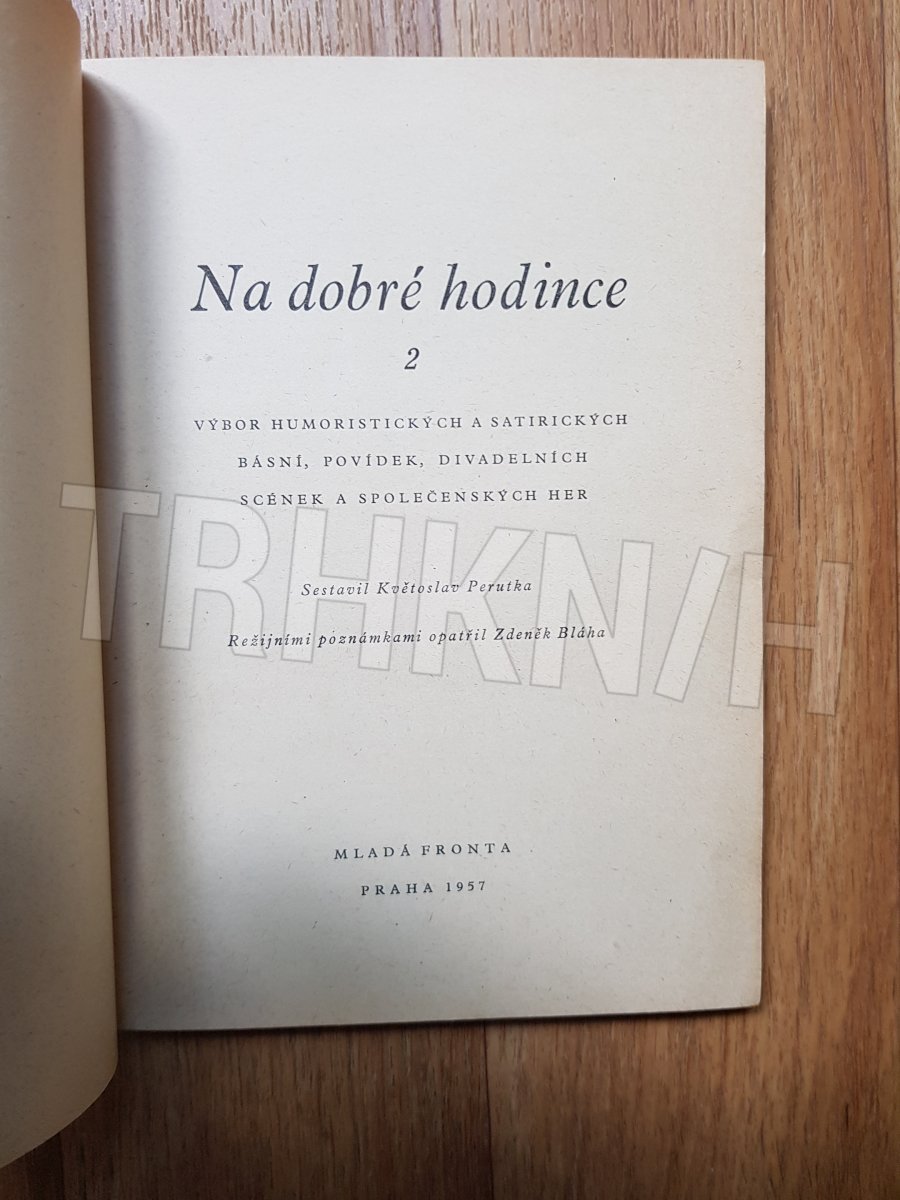 Na dobré hodince
2
VÝBOR HUMORISTICKÝCH A SATIRICKÝCH
BÁSNÍ, POVÍDEK, DIVADELNÍCH
SCÉNEK A SPOLEČENSKÝCH HER
TRHKN/H
Sestavil Květoslav Perutka
Režijními poznámkami opatřil Zdeněk Bláha
MLADÁ FRONTA
PRAHA 1957